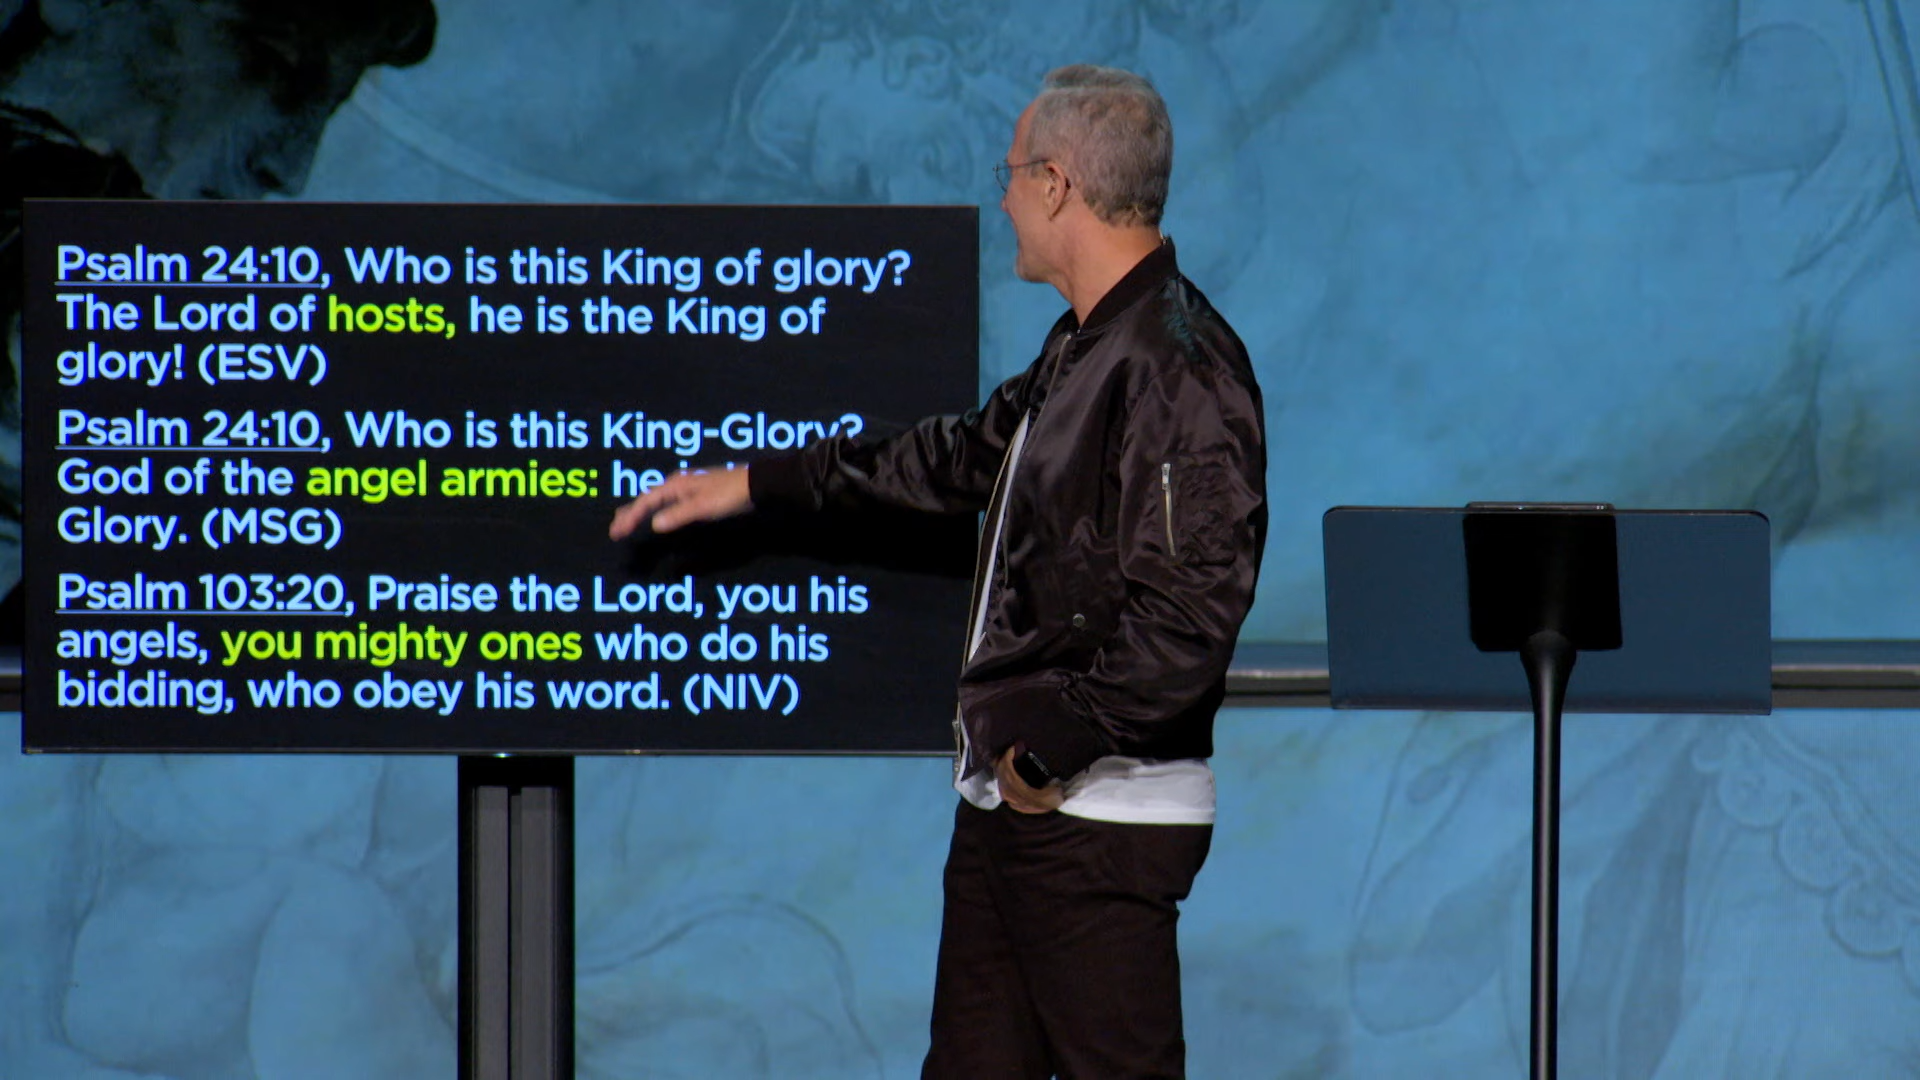 Psalm 24:10, Who is this King of glory?
The Lord of hosts, he is the King of
glory! (ESV)
Psalm 24:10, Who is this King-Glory?
God of the angel armies: he
Glory. (MSG)
Psalm 103:20, Praise the Lord, you his
angels, you mighty ones who do his
bidding, who obey his word. (NIV)